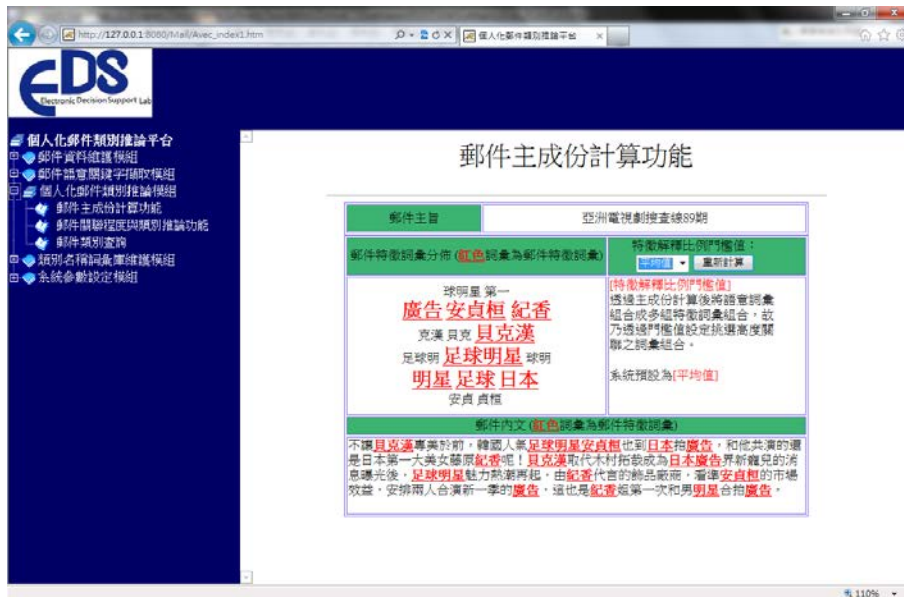 http://127.0.0.1:8080/Mail/Avec_index1.htm
個人化郵件類別推論平台
EDS
Electronic Decision Support Lab
個人化郵件類別推論平台
郵件資料維護模組
郵件語意關鍵字擷取模組
個人化郵件類別推論模組
郵件主成份計算功能
郵件關聯程度與類別推論功能
郵件類別查詢
類別名稱詞彙庫維護模組
系統參數設定模組
郵件主成份計算功能
郵件主旨
亞洲電視劇搜查線89期
郵件特徵詞彙分佈 (紅色詞彙為郵件特徵詞彙)
特徵解釋比例門檻值：
平均值 重新計算
球明星 第一
廣告 安貞桓 紀香
克漢 貝克 貝克漢
足球明 足球明星 球明
明星 足球 日本
安貞 貞桓
[特徵解釋比例門檻值]
透過主成份計算後將語意詞彙
組合成多組特徵詞彙組合，故
乃透過門檻值設定挑選高度關
聯之詞彙組合。
系統預設為[平均值]
郵件內文 (紅色詞彙為郵件特徵詞彙)
不讓貝克漢專美於前，韓國人氣足球明星安貞桓也到日本拍廣告，和他共演的還
是日本第一大美女藤原紀香呢！貝克漢取代木村拓哉成為日本廣告界新寵兒的消
息曝光後，足球明星魅力熱潮再起，由紀香代言的飾品廠商，看準安貞桓的市場
效益，安排兩人合演新一季的廣告，這也是紀香姐第一次和男明星合拍廣告。
110%